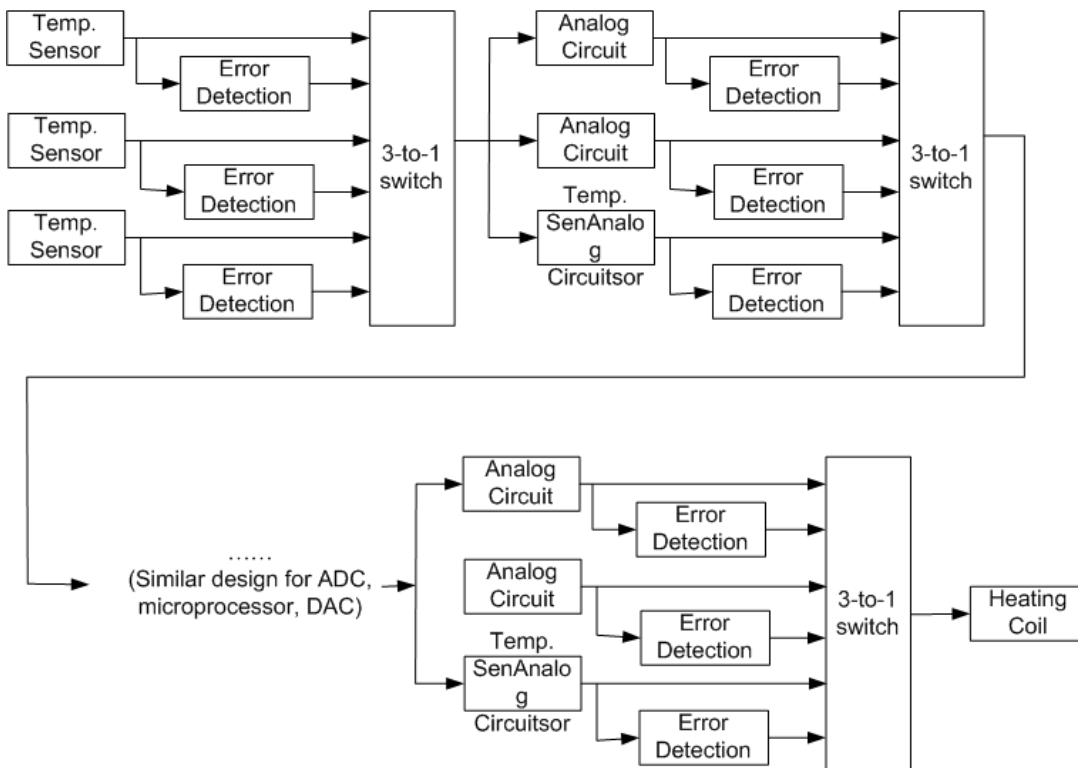 Temp.
Sensor
Error
Detection
Temp.
Sensor
Error
Detection
Temp.
Sensor
Error
Detection
3-to-1
switch
Analog
Circuit
Error
Detection
Analog
Circuit
Error
Detection
Temp.
SenAnalog
g
Circuitsor
Error
Detection
3-to-1
switch
......
(Similar design for ADC,
microprocessor, DAC)
Analog
Circuit
Error
Detection
Analog
Circuit
Error
Detection
Temp.
SenAnalo
g
Circuitsor
Error
Detection
3-to-1
switch
Heating
Coil